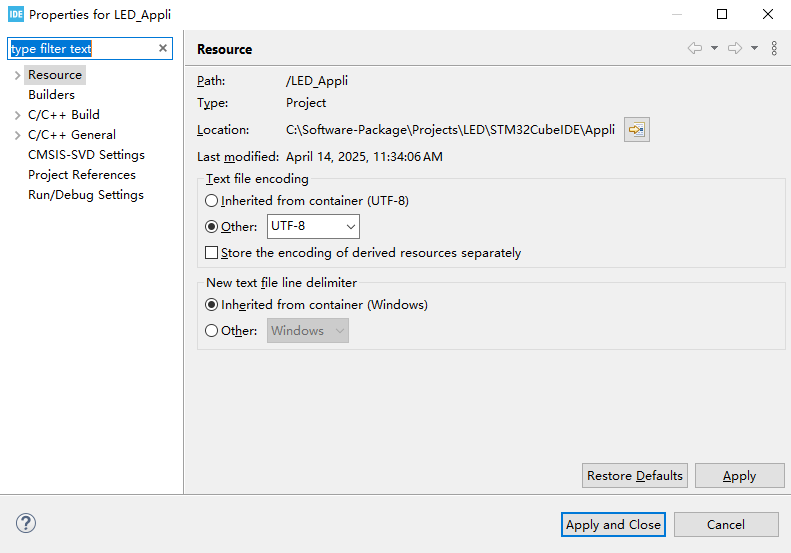 IDE Properties for LED_Appli
type filter text
Resource
Builders
C/C++ Build
C/C++ General
CMSIS-SVD Settings
Project References
Run/Debug Settings
Resource
Path: /LED_Appli
Type: Project
Location: C:\Software-Package\Projects\LED\STM32CubeIDE\Appli
Last modified: April 14, 2025, 11:34:06 AM
Text file encoding
Inherited from container (UTF-8)
Other: UTF-8
Store the encoding of derived resources separately
New text file line delimiter
Inherited from container (Windows)
Other: Windows
Restore Defaults Apply
? Apply and Close Cancel